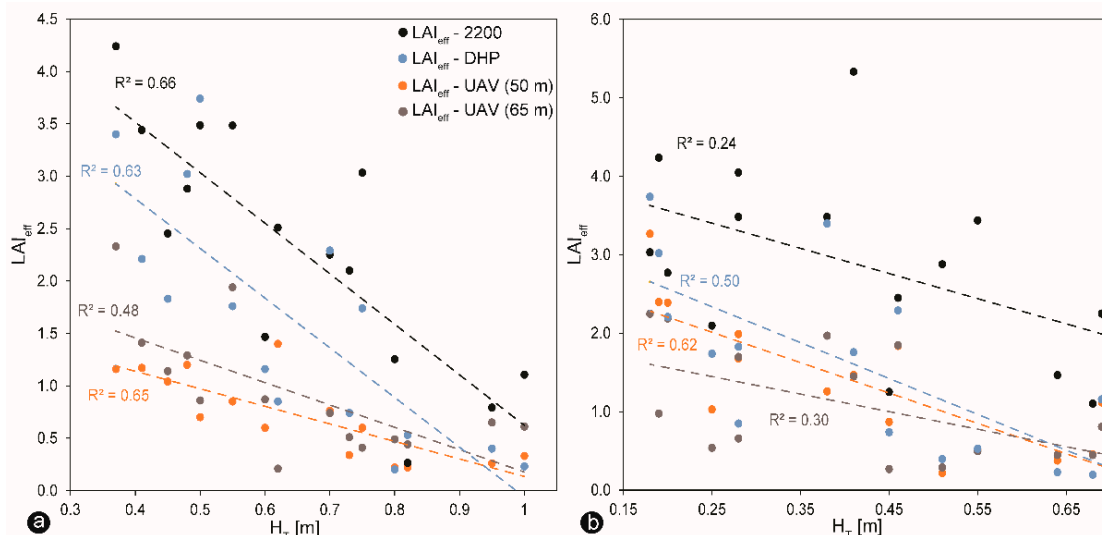 4.5
4.0
3.5
3.0
2.5
2.0
1.5
1.0
0.5
0.0
LAIeff
0.3 0.4 0.5 0.6 0.7 0.8 0.9 1
HT [m]
a
R² = 0.66
R² = 0.63
R² = 0.48
R² = 0.65
LAIeff - 2200
LAIeff - DHP
LAIeff - UAV (50 m)
LAIeff - UAV (65 m)
6.0
5.0
4.0
3.0
2.0
1.0
0.0
LAIeff
0.15 0.25 0.35 0.45 0.55 0.65
HT [m]
b
R² = 0.24
R² = 0.50
R² = 0.62
R² = 0.30